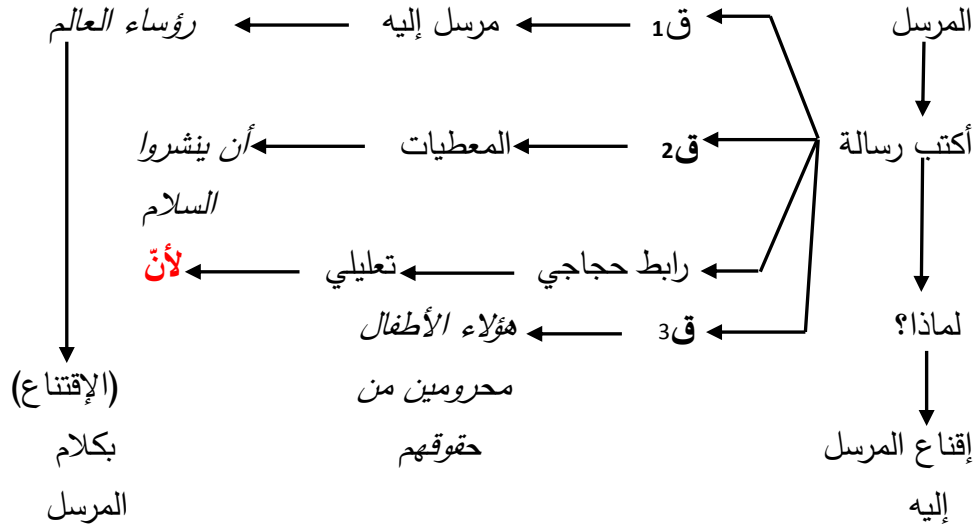 المرسل ق1 مرسل إليه رؤساء العالم
أكتب رسالة ق2 المعطيات أن ينشروا
السلام
رابط حجاجي تعليلي لأنّ
لماذا؟ ق3 هؤلاء الأطفال
محرومين من (الإقتناع)
إقناع المرسل حقوقهم بكلام
إليه المرسل